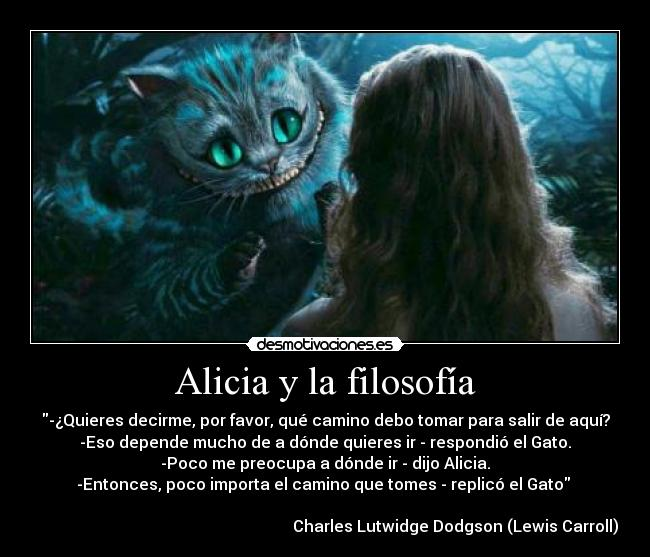 desmotivaciones.es
Alicia y la filosofía
"-¿Quieres decirme, por favor, qué camino debo tomar para salir de aquí?
-Eso depende mucho de a dónde quieres ir - respondió el Gato.
-Poco me preocupa a dónde ir - dijo Alicia.
-Entonces, poco importa el camino que tomes - replicó el Gato"
Charles Lutwidge Dodgson (Lewis Carroll)